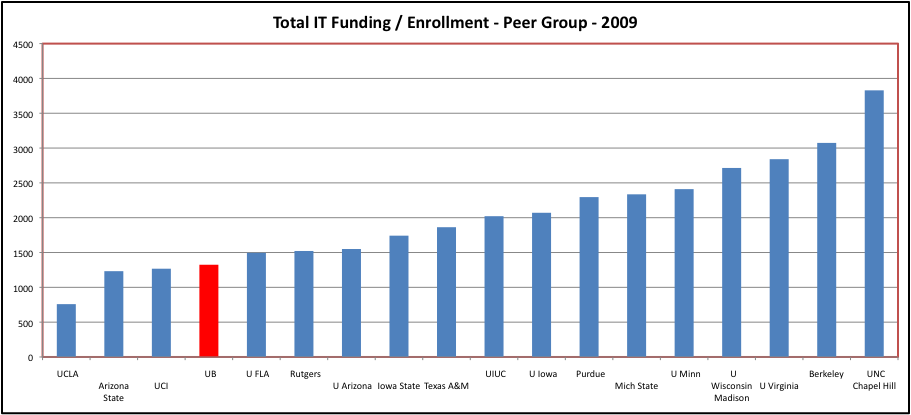 Total IT Funding / Enrollment - Peer Group - 2009
4500
4000
3500
3000
2500
2000
1500
1000
500
0
UCLA
Arizona
State
UCI
UB
U FLA
Rutgers
U Arizona
Iowa State
Texas A&M
UIUC
U Iowa
Purdue
Mich State
U Minn
U
Wisconsin
Madison
U Virginia
Berkeley
UNC
Chapel Hill